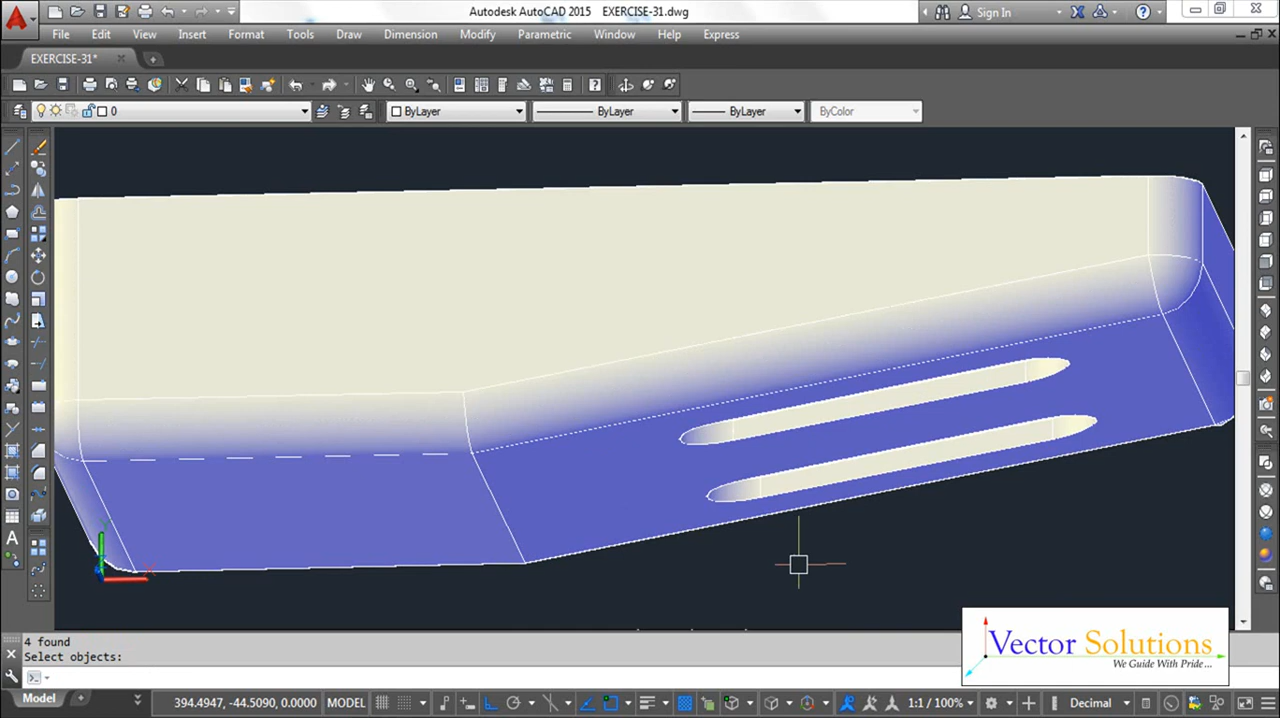 Autodesk AutoCAD 2015 EXERCISE-31.dwg
Sign In
File Edit View Insert Format Tools Draw Dimension Modify Parametric Window Help Express
EXERCISE-31*
0 ByLayer ByLayer ByLayer ByColor
Y
X
4 found
Select objects:
Vector Solutions
We Guide With Pride...
Model 394.4947, -44.5090, 0.0000 MODEL 1:1 / 100% Decimal